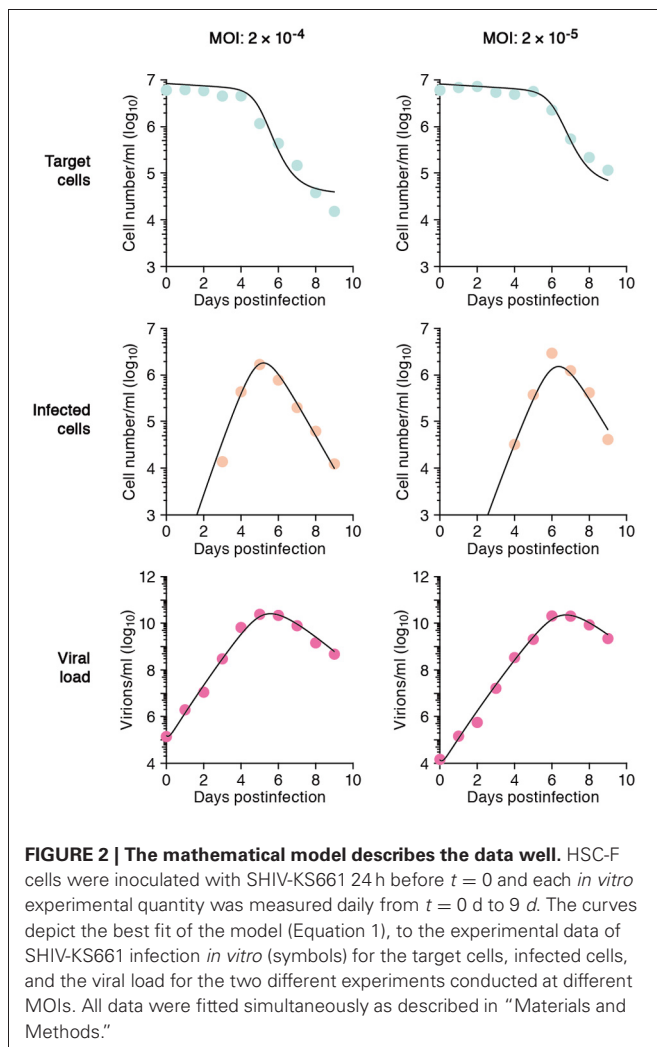 MOI: 2 × 10⁻⁴
MOI: 2 × 10⁻⁵
Target
cells
Cell number/ml (log₁₀)
7
6
5
4
3
0 2 4 6 8 10
Days postinfection
Cell number/ml (log₁₀)
7
6
5
4
3
0 2 4 6 8 10
Days postinfection
Infected
cells
Cell number/ml (log₁₀)
7
6
5
4
3
0 2 4 6 8 10
Days postinfection
Cell number/ml (log₁₀)
7
6
5
4
3
0 2 4 6 8 10
Days postinfection
Viral
load
Virions/ml (log₁₀)
12
10
8
6
4
0 2 4 6 8 10
Days postinfection
Virions/ml (log₁₀)
12
10
8
6
4
0 2 4 6 8 10
Days postinfection
FIGURE 2 | The mathematical model describes the data well. HSC-F
cells were inoculated with SHIV-KS661 24 h before t = 0 and each in vitro
experimental quantity was measured daily from t = 0 d to 9 d. The curves
depict the best fit of the model (Equation 1), to the experimental data of
SHIV-KS661 infection in vitro (symbols) for the target cells, infected cells,
and the viral load for the two different experiments conducted at different
MOIs. All data were fitted simultaneously as described in “Materials and
Methods.”